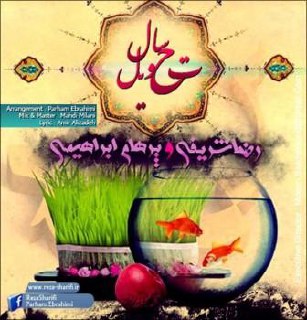 تحویل سال
Arrangement : Parham Ebrahimi
Mix & Master : Mahdi Milani
Lyric : Amir Alizadeh
رضا شریفی و پرهام ابراهیمی
www.reza-sharifi.ir
RezaSharifi
Parham Ebrahimi